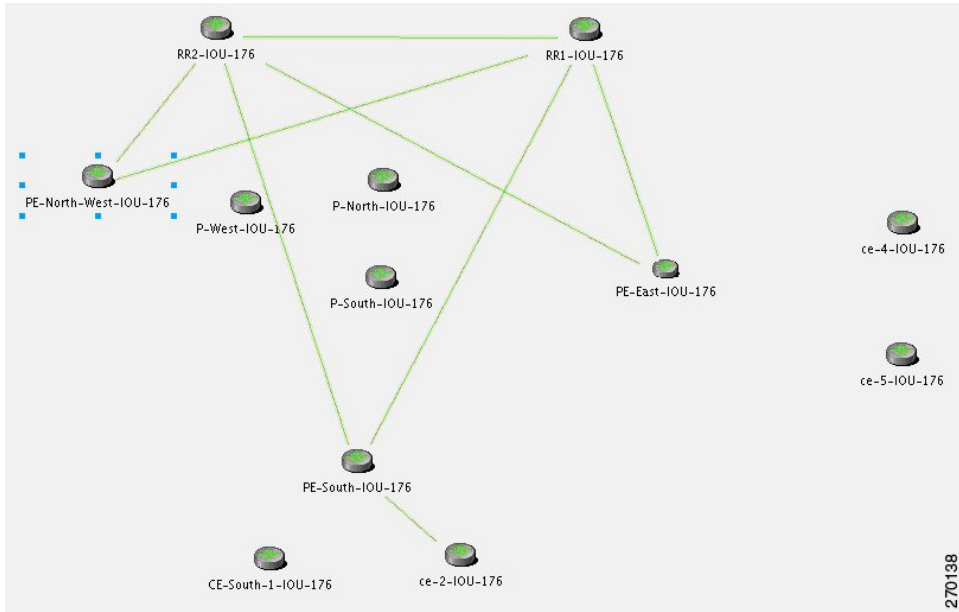 RR2-IOU-176
RR1-IOU-176
PE-North-West-IOU-176
P-West-IOU-176
P-North-IOU-176
ce-4-IOU-176
P-South-IOU-176
PE-East-IOU-176
ce-5-IOU-176
PE-South-IOU-176
CE-South-1-IOU-176
ce-2-IOU-176
270138